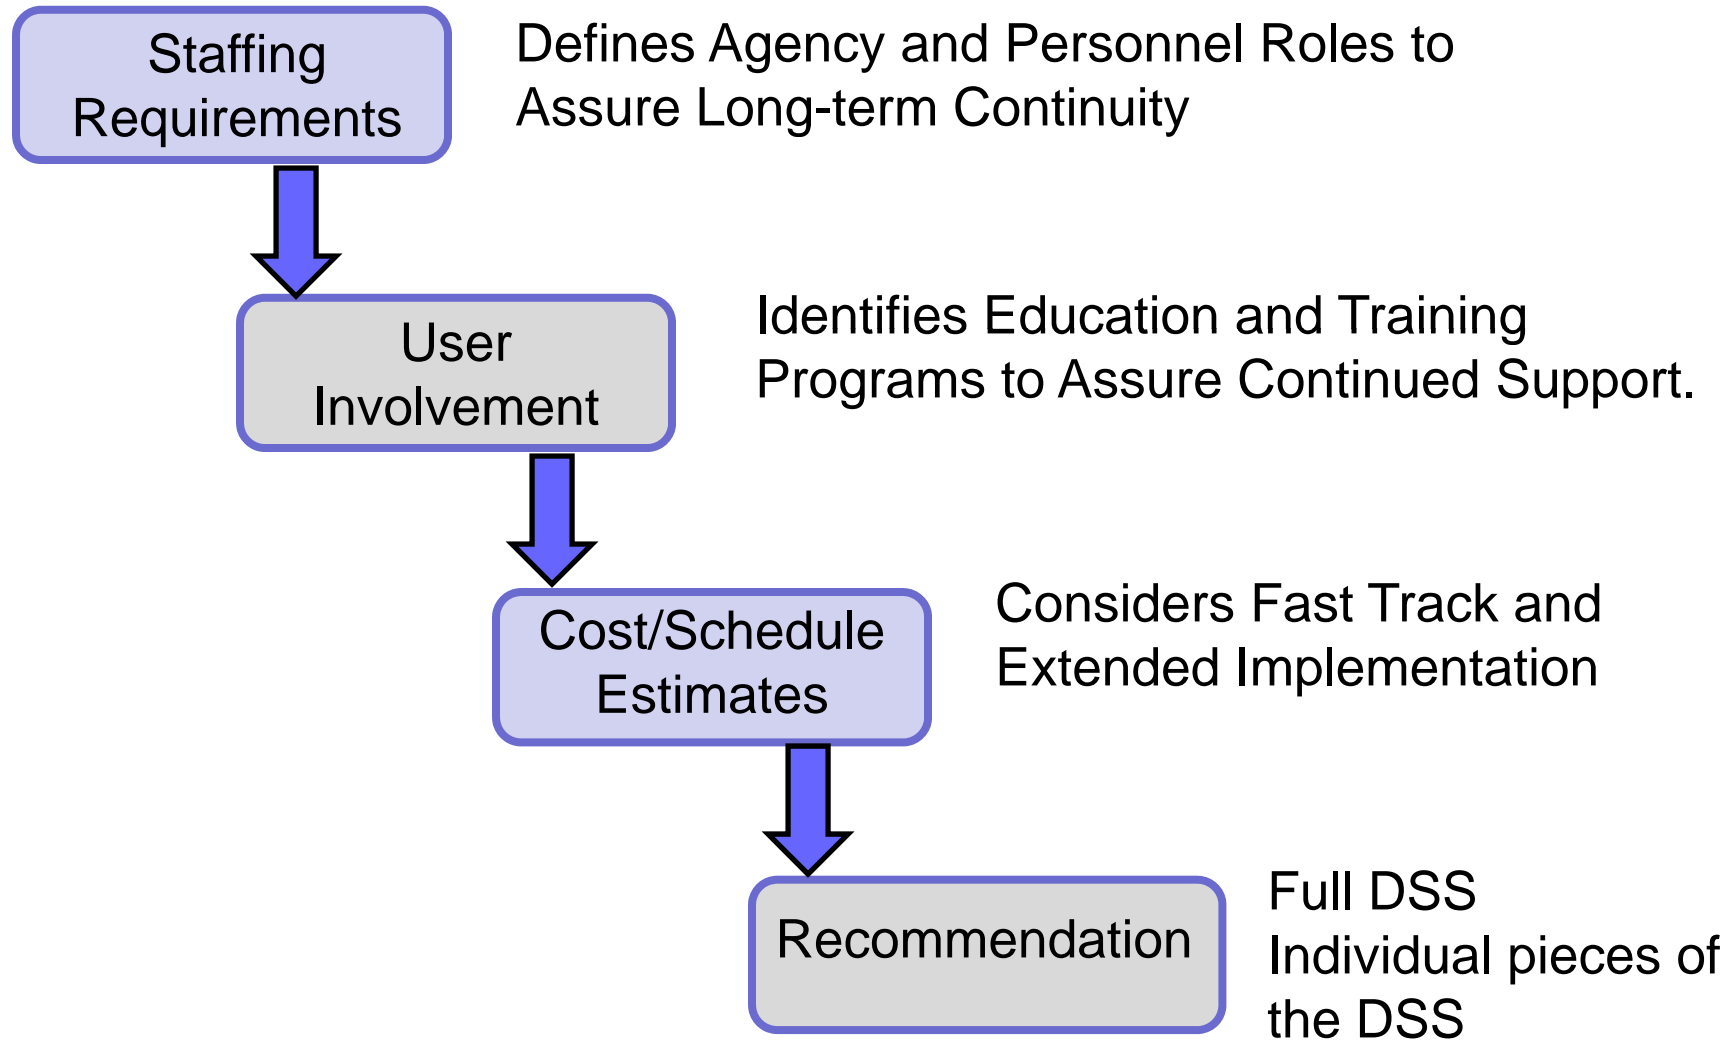 Staffing
Requirements
Defines Agency and Personnel Roles to
Assure Long-term Continuity
User
Involvement
Identifies Education and Training
Programs to Assure Continued Support.
Cost/Schedule
Estimates
Considers Fast Track and
Extended Implementation
Recommendation
Full DSS
Individual pieces of
the DSS